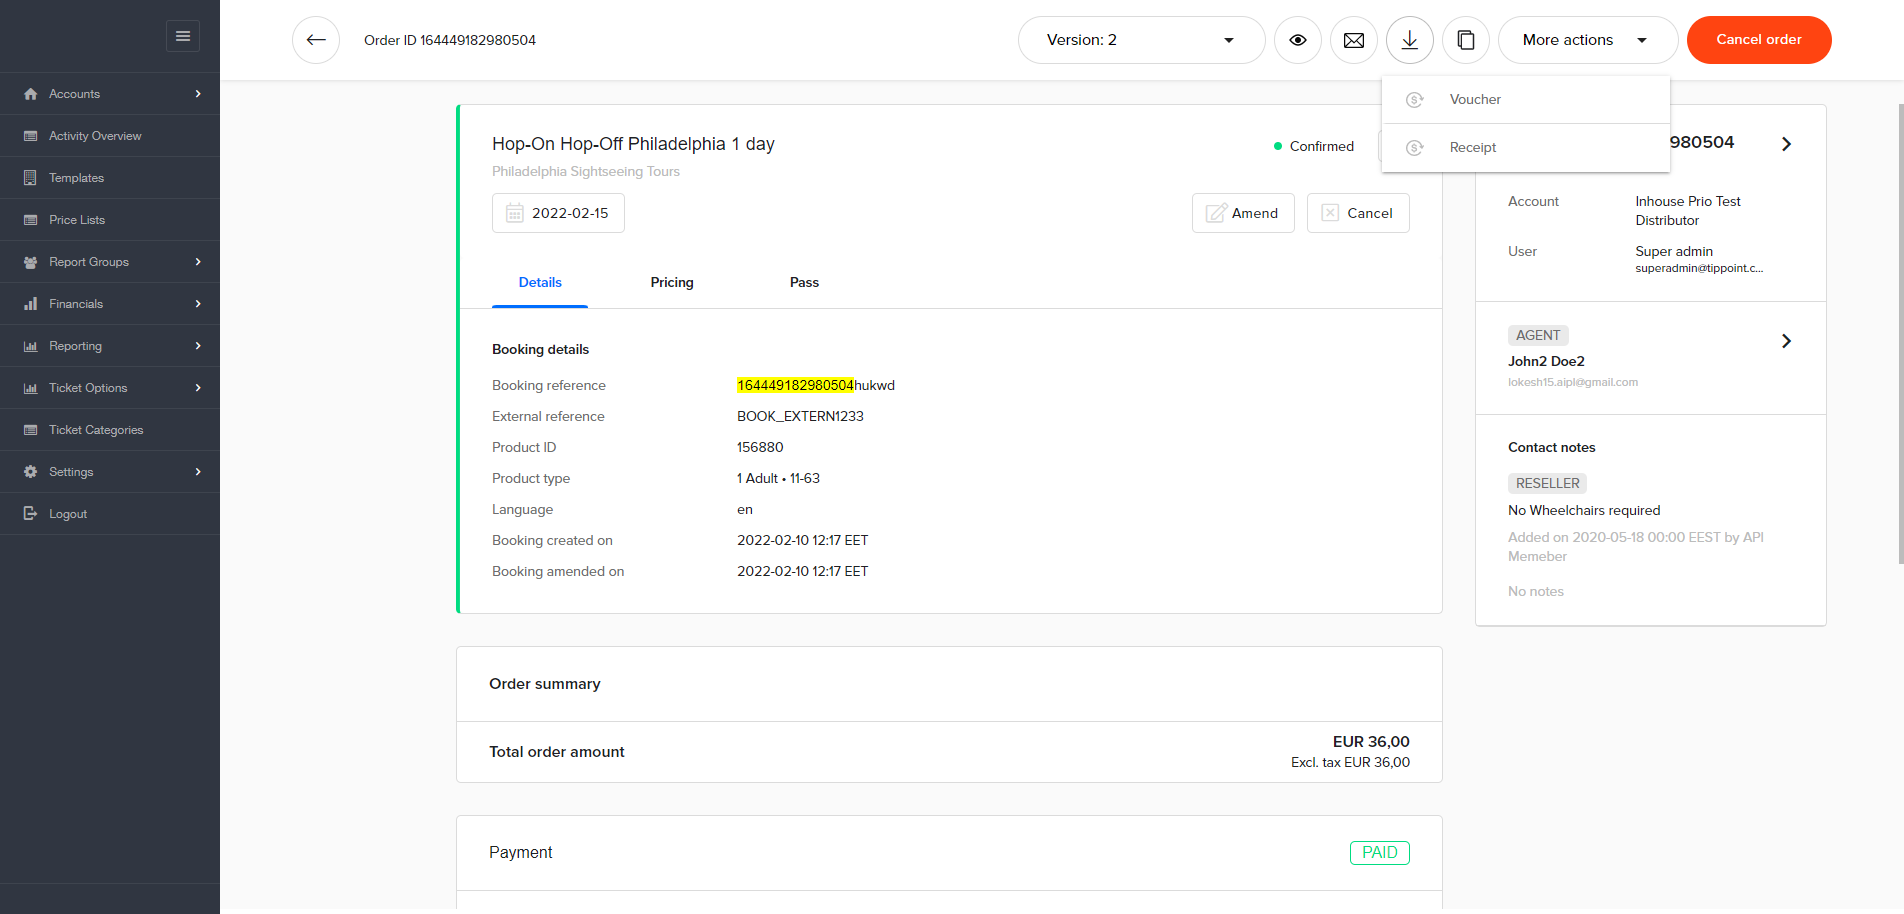 Order ID 164449182980504
Version: 2
More actions
Cancel order
Accounts
Activity Overview
Templates
Price Lists
Report Groups
Financials
Reporting
Ticket Options
Ticket Categories
Settings
Logout
Voucher
Receipt
Hop-On Hop-Off Philadelphia 1 day
Confirmed
Philadelphia Sightseeing Tours
2022-02-15
Amend
Cancel
Details
Pricing
Pass
Booking details
Booking reference 164449182980504hukwd
External reference BOOK_EXTERN1233
Product ID 156880
Product type 1 Adult • 11-63
Language en
Booking created on 2022-02-10 12:17 EET
Booking amended on 2022-02-10 12:17 EET
Order summary
Total order amount
EUR 36,00
Excl. tax EUR 36,00
Payment
PAID
980504
Account Inhouse Prio Test
Distributor
User Super admin
superadmin@tippoint.c...
AGENT
John2 Doe2
lokesh15.aipl@gmail.com
Contact notes
RESELLER
No Wheelchairs required
Added on 2020-05-18 00:00 EEST by API
Memeber
No notes